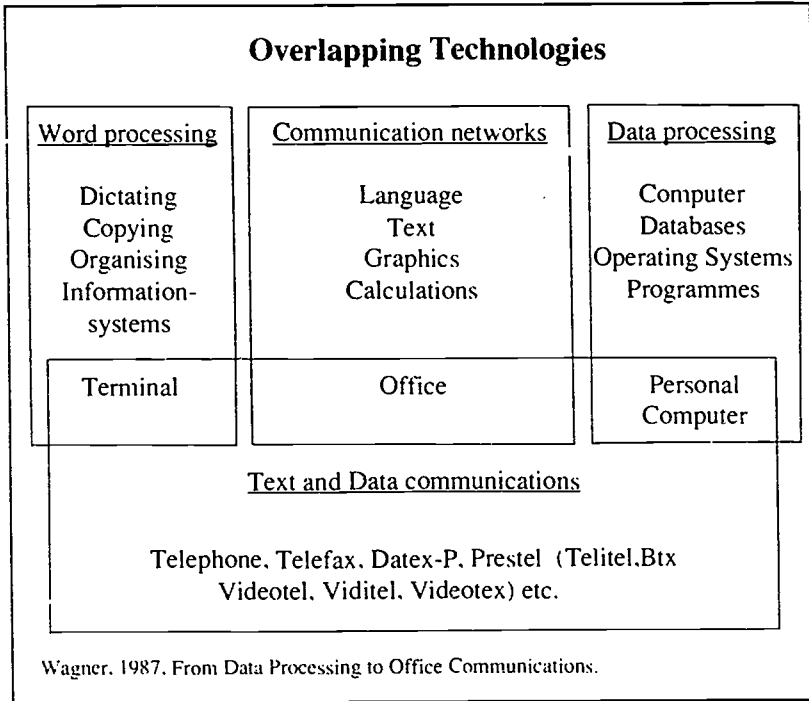 Overlapping Technologies
Word processing
Dictating
Copying
Organising
Information-
systems
Terminal
Communication networks
Language
Text
Graphics
Calculations
Office
Data processing
Computer
Databases
Operating Systems
Programmes
Personal
Computer
Text and Data communications
Telephone, Telefax, Datex-P, Prestel (Telitel,Btx
Videotel, Viditel, Videotex) etc.
Wagner, 1987, From Data Processing to Office Communications.